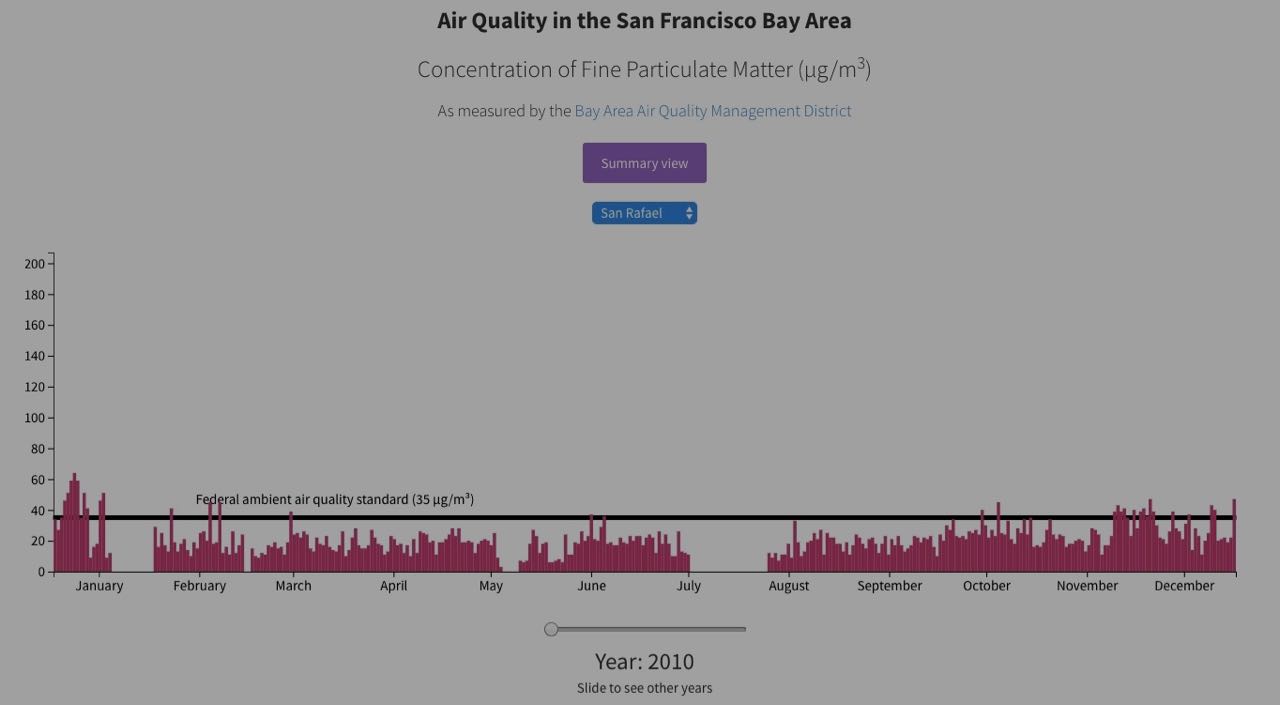 Air Quality in the San Francisco Bay Area
Concentration of Fine Particulate Matter (µg/m³)
As measured by the Bay Area Air Quality Management District
Summary view
San Rafael
200
180
160
140
120
100
80
60
40
20
0
Federal ambient air quality standard (35 µg/m³)
January February March April May June July August September October November December
Year: 2010
Slide to see other years